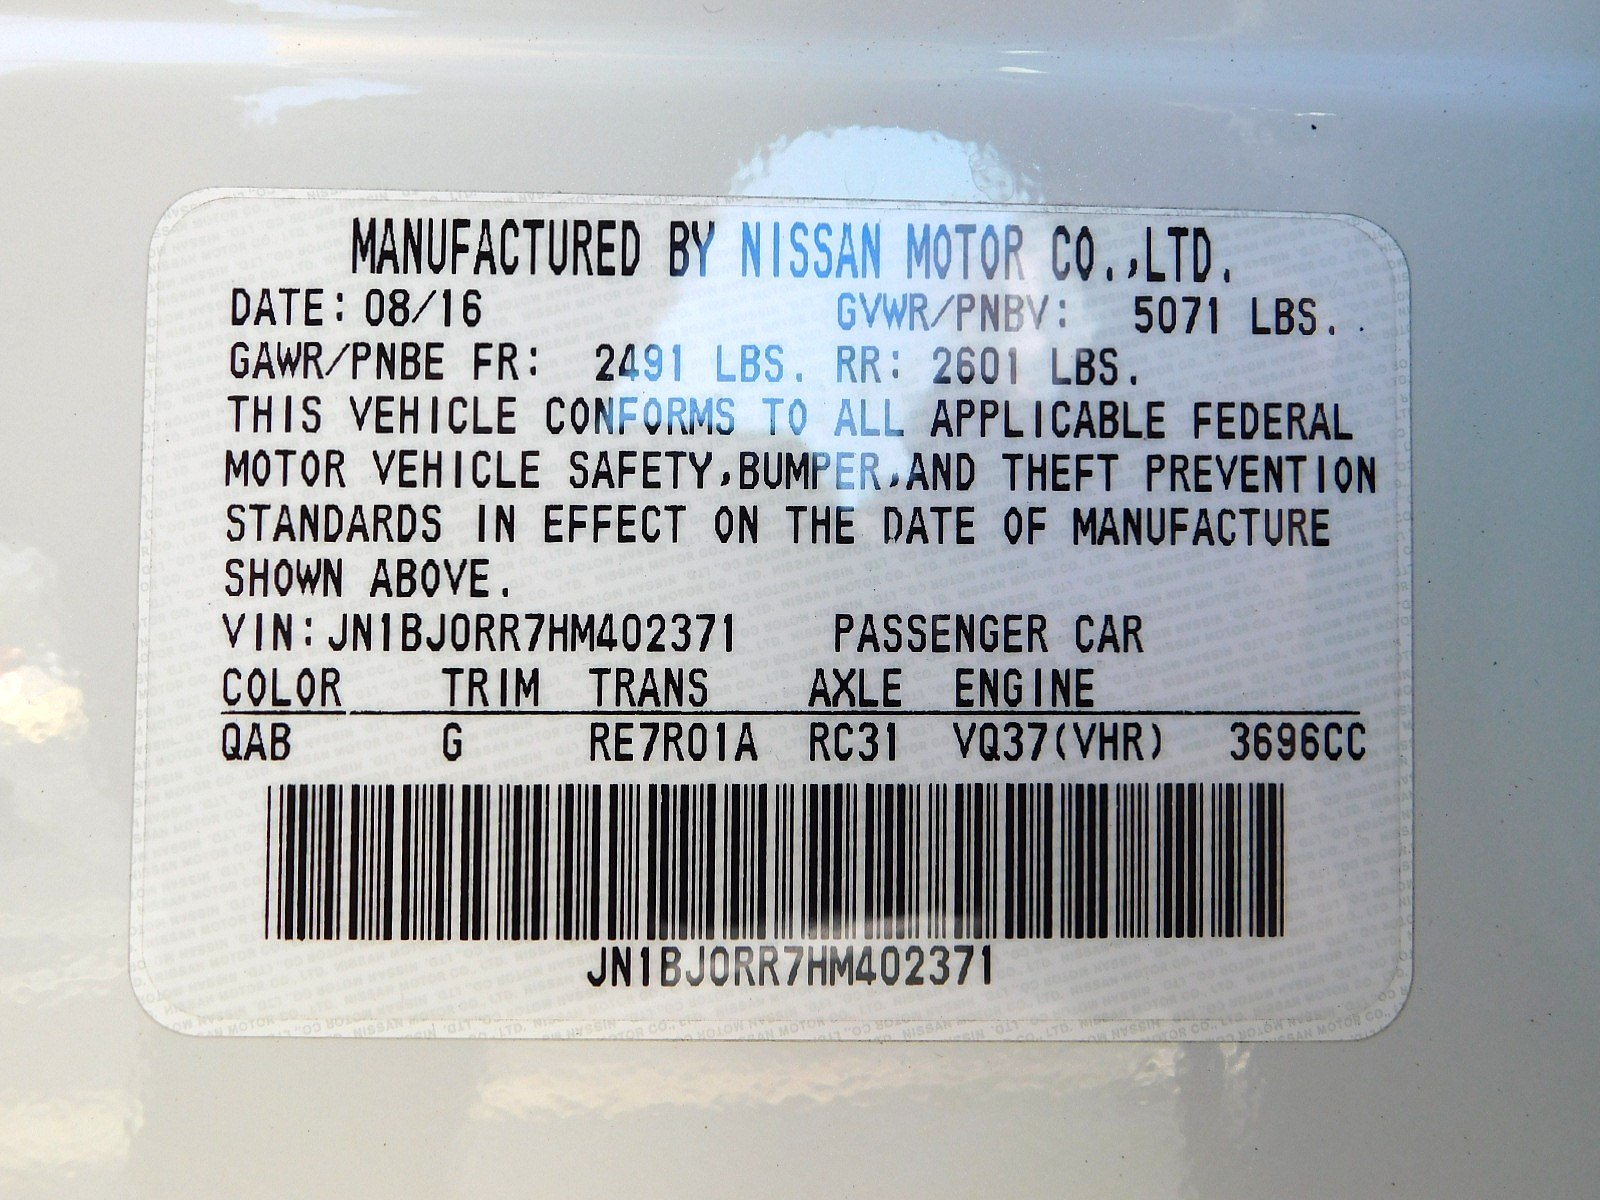 MANUFACTURED BY NISSAN MOTOR CO.,LTD.
DATE: 08/16 GVWR/PNBV: 5071 LBS.
GAWR/PNBE FR: 2491 LBS. RR: 2601 LBS.
THIS VEHICLE CONFORMS TO ALL APPLICABLE FEDERAL
MOTOR VEHICLE SAFETY,BUMPER,AND THEFT PREVENTION
STANDARDS IN EFFECT ON THE DATE OF MANUFACTURE
SHOWN ABOVE.
VIN: JN1BJ0RR7HM402371 PASSENGER CAR
COLOR TRIM TRANS AXLE ENGINE
QAB G RE7R01A RC31 VQ37(VHR) 3696CC
JN1BJ0RR7HM402371